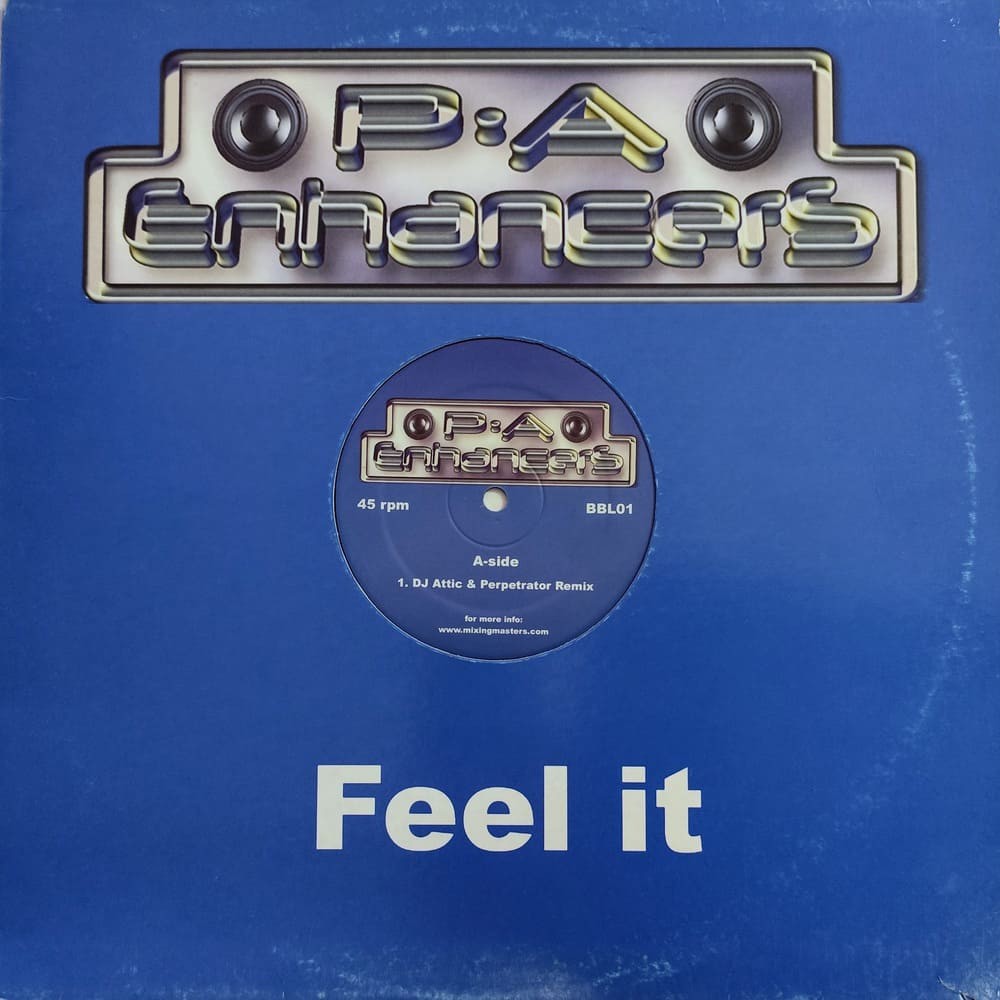 P:A
Enhancers
P:A
Enhancers
45 rpm
BBL01
A-side
1. DJ Attic & Perpetrator Remix
for more info:
www.mixingmasters.com
Feel it